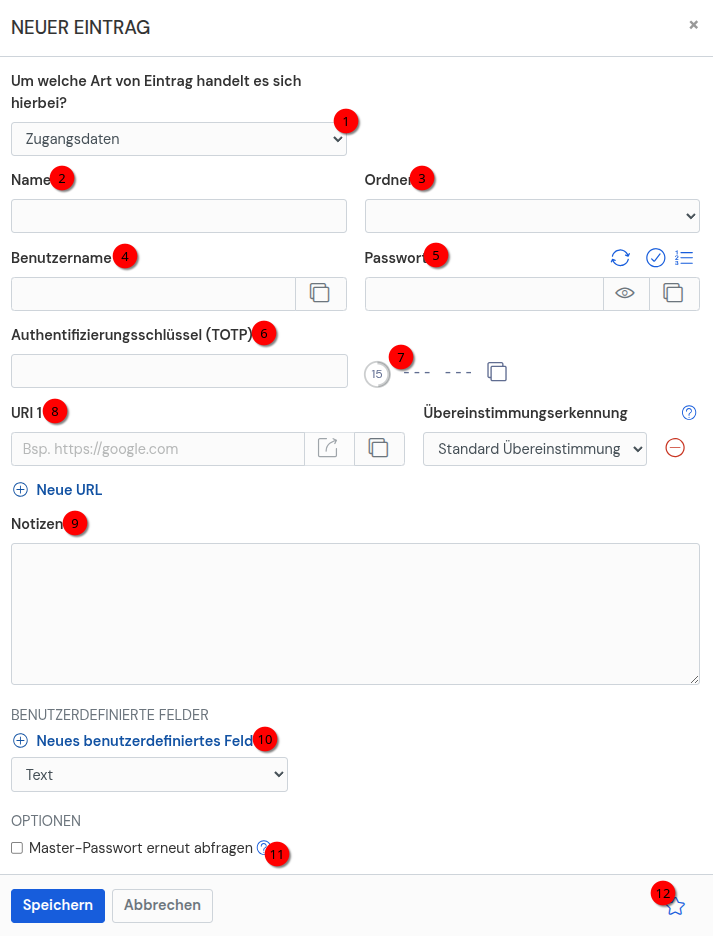 NEUER EINTRAG ×
Um welche Art von Eintrag handelt es sich
hierbei?
1
Zugangsdaten
Name 2 Ordner 3
Benutzername 4 Passwort 5
Authentifizierungsschlüssel (TOTP) 6
7
15 - - - - - -
URI 1 8 Übereinstimmungserkennung ?
Bsp. https://google.com Standard Übereinstimmung
Neue URL
Notizen 9
BENUTZERDEFINIERTE FELDER
Neues benutzerdefiniertes Feld 10
Text
OPTIONEN
Master-Passwort erneut abfragen ? 11
12
Speichern Abbrechen